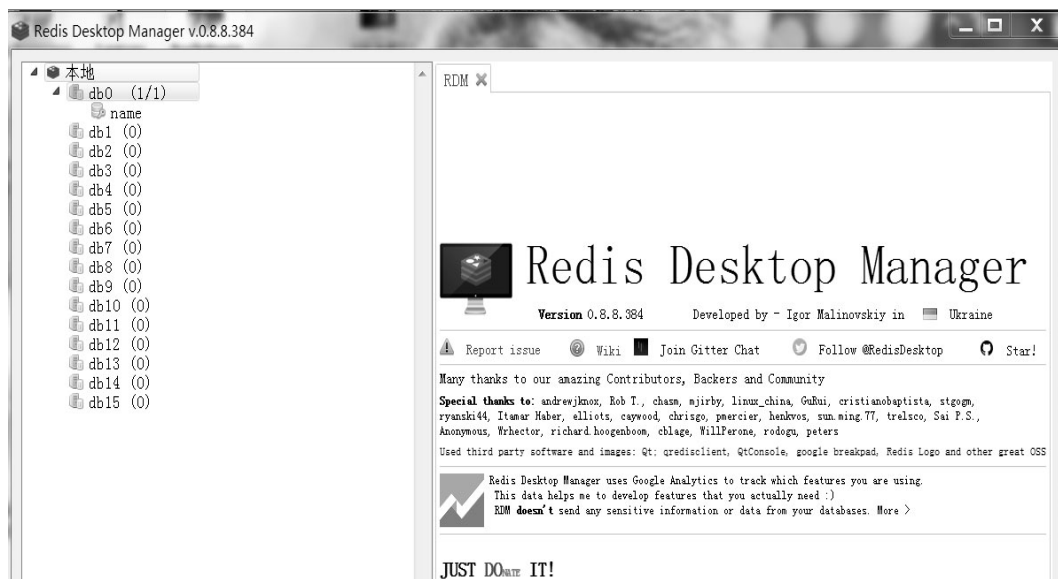 Redis Desktop Manager v.0.8.8.384
本地
db0 (1/1)
name
db1 (0)
db2 (0)
db3 (0)
db4 (0)
db5 (0)
db6 (0)
db7 (0)
db8 (0)
db9 (0)
db10 (0)
db11 (0)
db12 (0)
db13 (0)
db14 (0)
db15 (0)
RDM
Redis Desktop Manager
Version 0.8.8.384 Developed by - Igor Malinovskiy in Ukraine
Report issue Wiki Join Gitter Chat Follow @RedisDesktop Star!
Many thanks to our amazing Contributors, Backers and Community
Special thanks to: andrewjknox, Rob T., chasm, mjirby, linux_china, GuRui, cristianobaptista, stgogm,
ryanski44, Itamar Haber, elliots, caywood, chrisgo, pmercier, henkvos, sun.ming.77, trelsco, Sai P.S.,
Anonymous, Wrhector, richard.hoogenboom, cblage, WillPerone, rodogu, peters
Used third party software and images: Qt; qredisclient, QtConsole, google breakpad, Redis Logo and other great OSS
Redis Desktop Manager uses Google Analytics to track which features you are using.
This data helps me to develop features that you actually need :)
RDM doesn't send any sensitive information or data from your databases. More >
JUST DONATE IT!